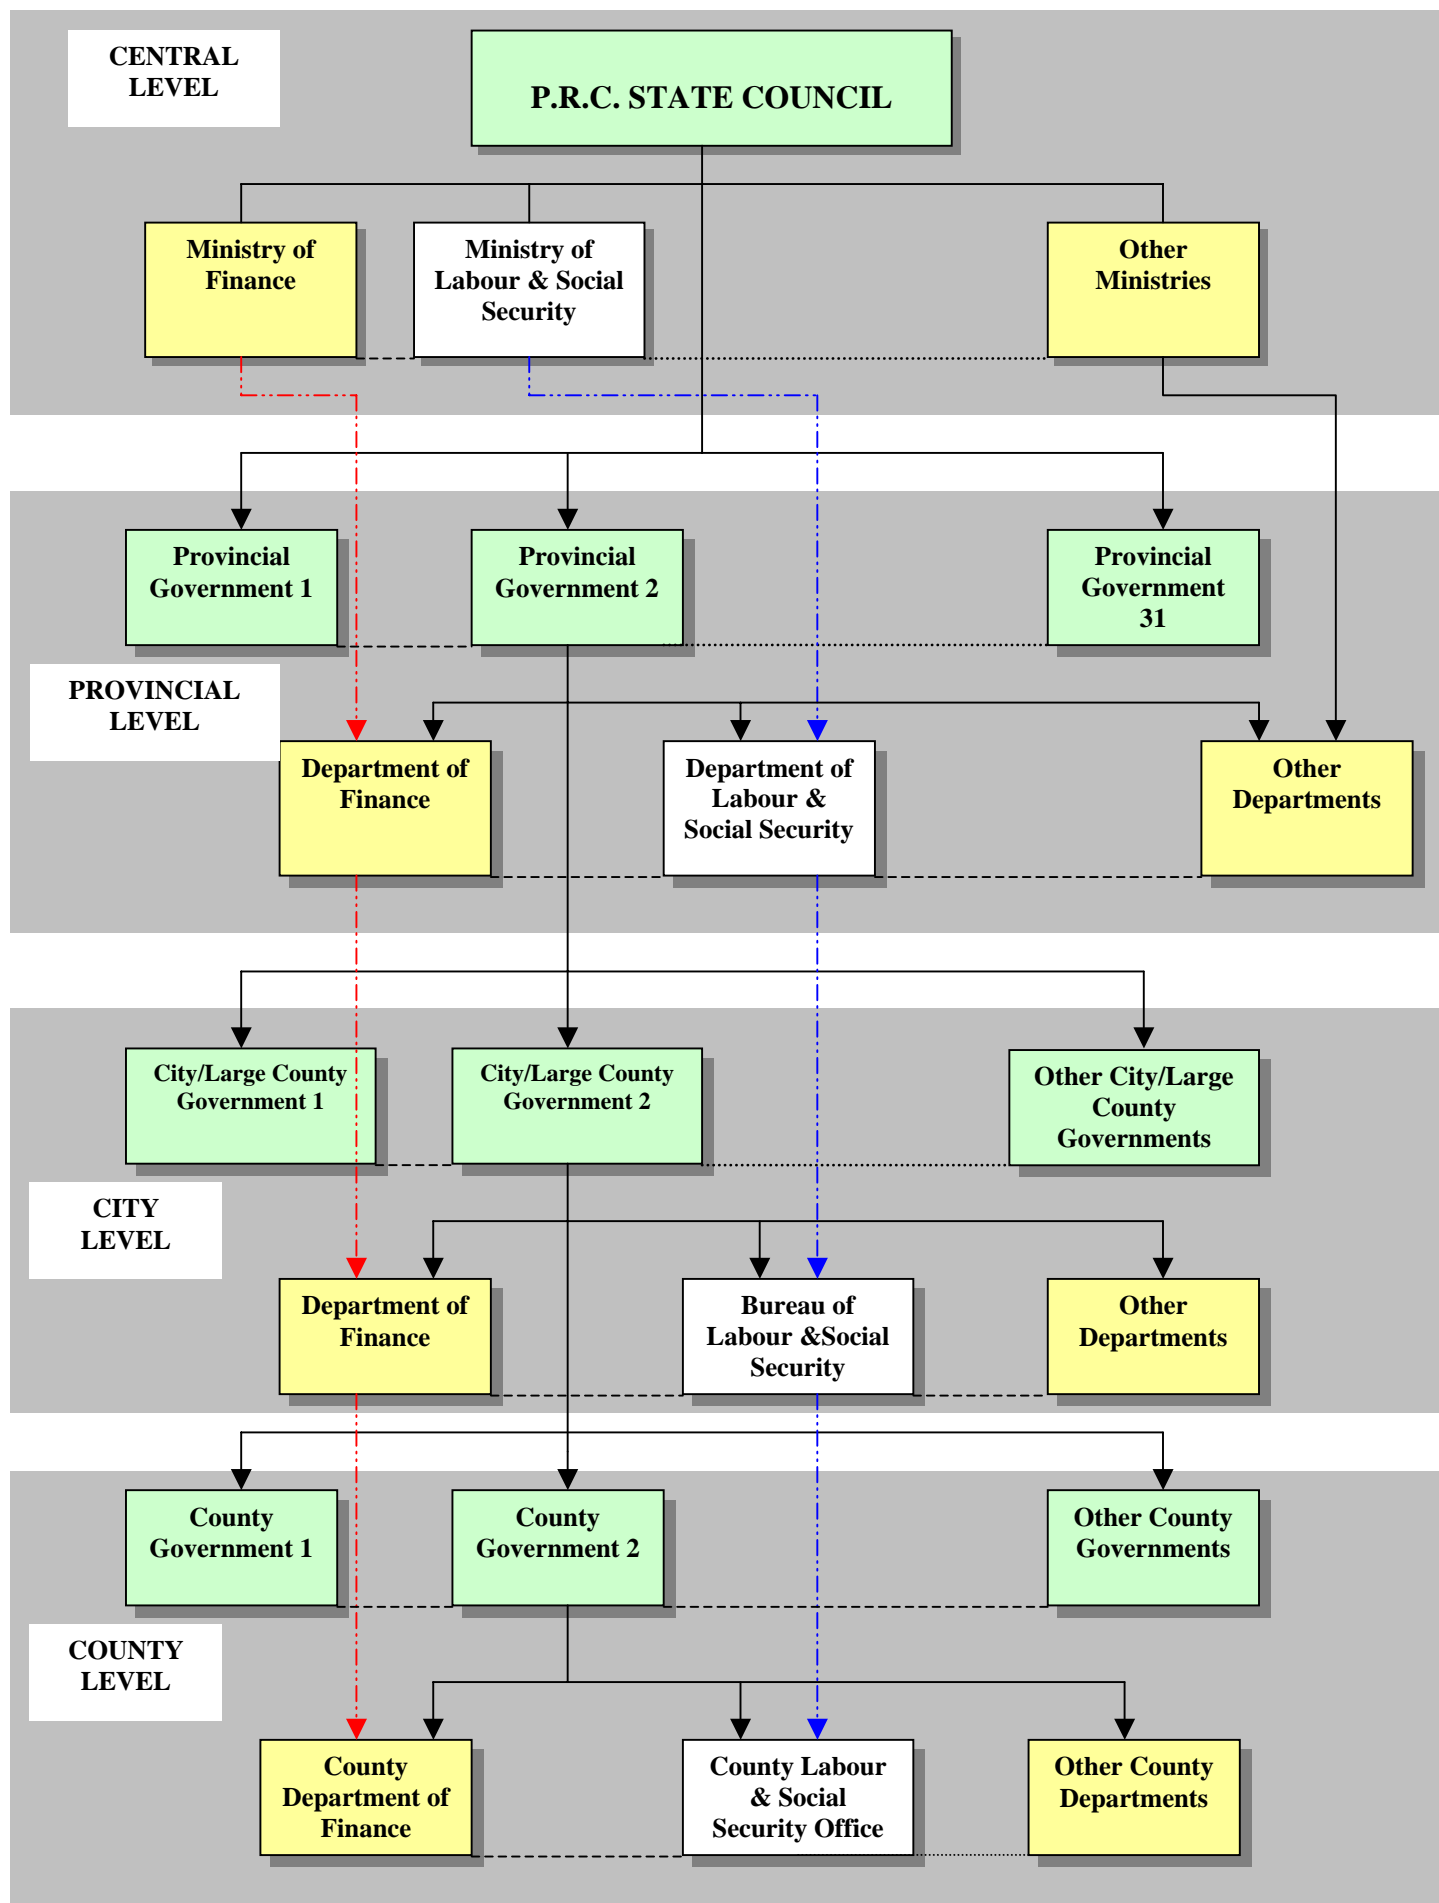 CENTRAL
LEVEL
P.R.C. STATE COUNCIL
Ministry of
Finance
Ministry of
Labour & Social
Security
Other
Ministries
Provincial
Government 1
Provincial
Government 2
Provincial
Government
31
PROVINCIAL
LEVEL
Department of
Finance
Department of
Labour &
Social Security
Other
Departments
City/Large County
Government 1
City/Large County
Government 2
Other City/Large
County
Governments
CITY
LEVEL
Department of
Finance
Bureau of
Labour &Social
Security
Other
Departments
County
Government 1
County
Government 2
Other County
Governments
COUNTY
LEVEL
County
Department of
Finance
County Labour
& Social
Security Office
Other County
Departments